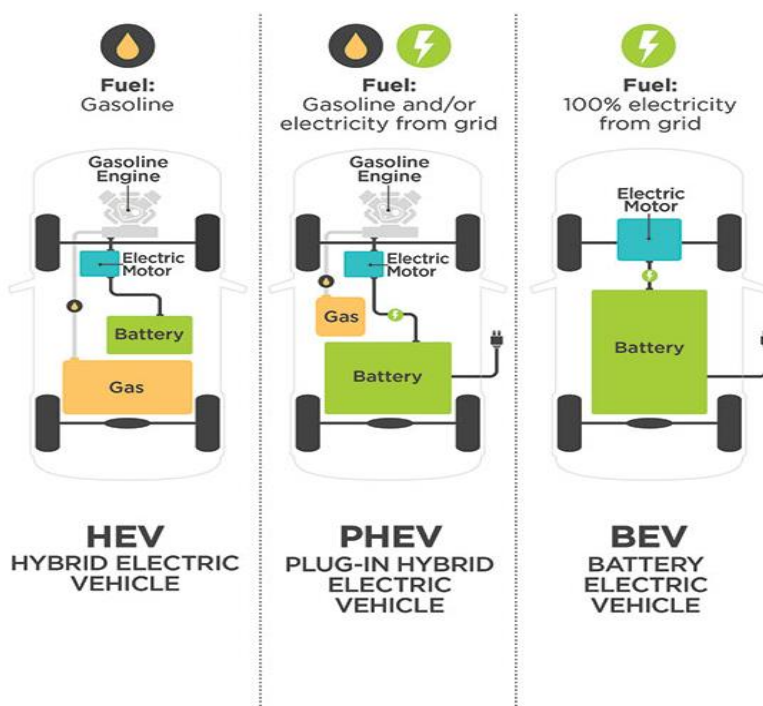 Fuel:
Gasoline
Gasoline
Engine
Electric
Motor
Battery
Gas
HEV
HYBRID ELECTRIC
VEHICLE
Fuel:
Gasoline and/or
electricity from grid
Gasoline
Engine
Electric
Motor
Gas
Battery
PHEV
PLUG-IN HYBRID
ELECTRIC
VEHICLE
Fuel:
100% electricity
from grid
Electric
Motor
Battery
BEV
BATTERY
ELECTRIC
VEHICLE